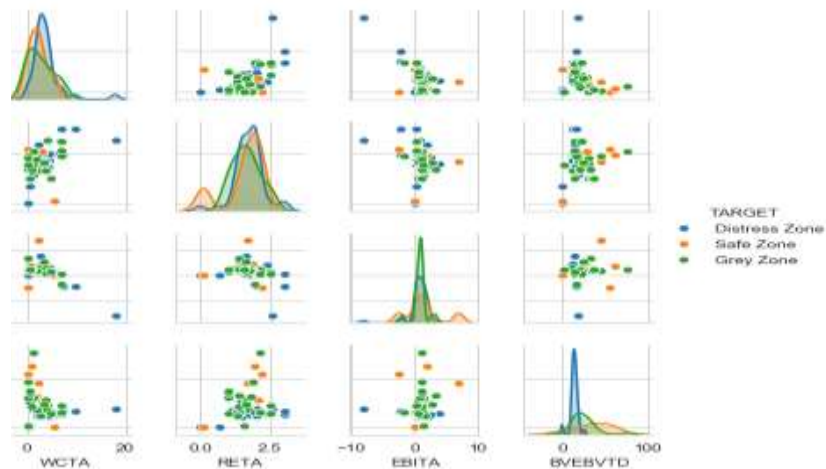 TARGET
Distress Zone
Safe Zone
Grey Zone
0 20 0.0 2.5 −10 0 10 0 100
WCTA RETA EBITA BVEBVTD